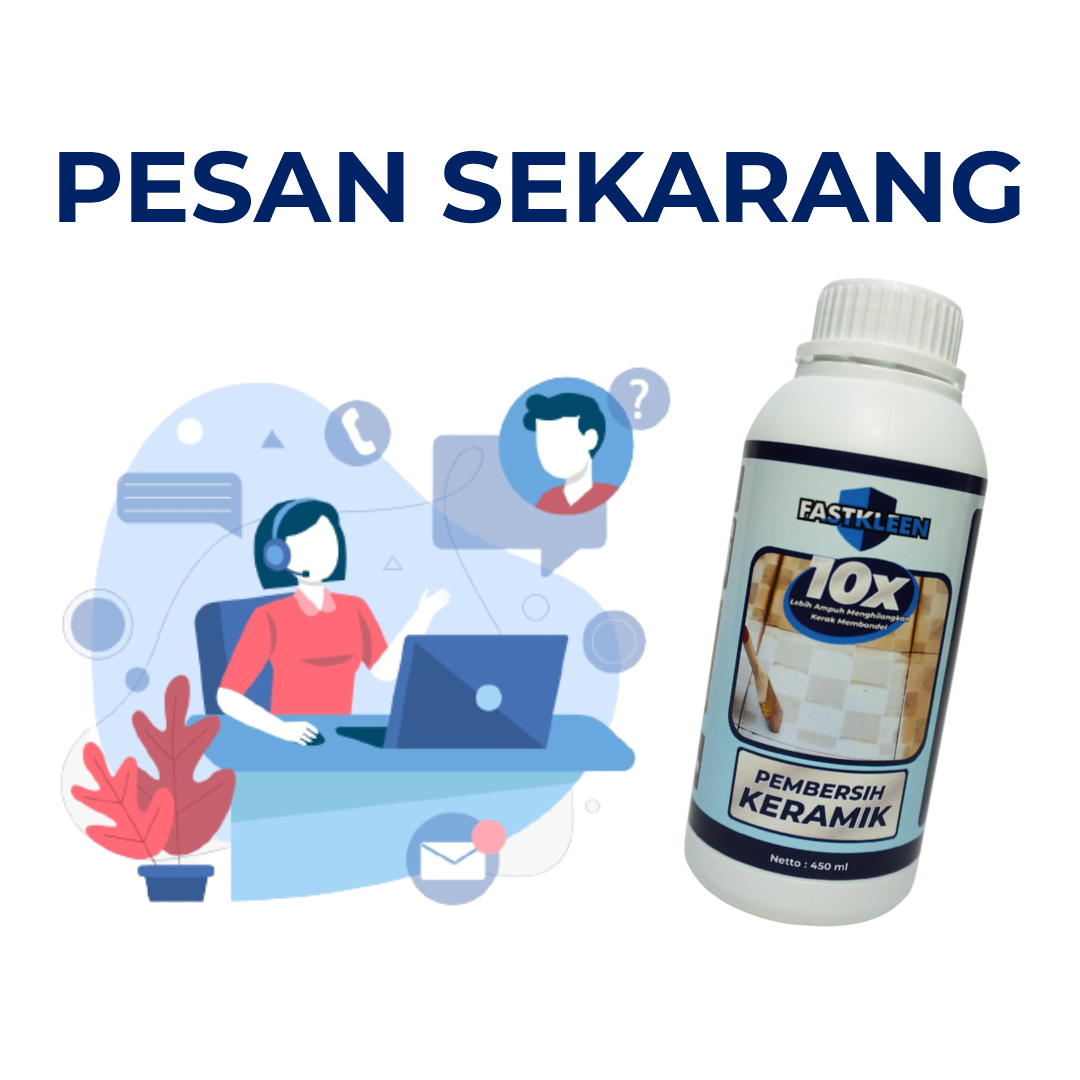 PESAN SEKARANG
FASTKLEEN
10x
Lebih Ampuh Menghilangkan
Kerak Membandel
PEMBERSIH
KERAMIK
Netto : 450 ml